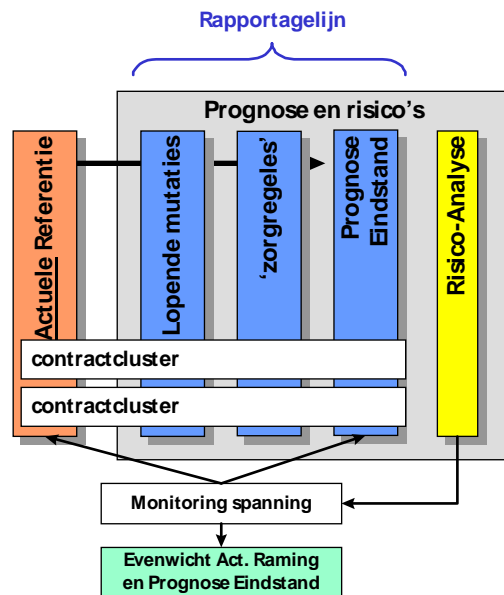 Rapportagelijn
Prognose en risico's
Actuele Referentie
Lopende mutaties
'zorgregeles'
Prognose
Eindstand
Risico-Analyse
contractcluster
contractcluster
Monitoring spanning
Evenwicht Act. Raming
en Prognose Eindstand